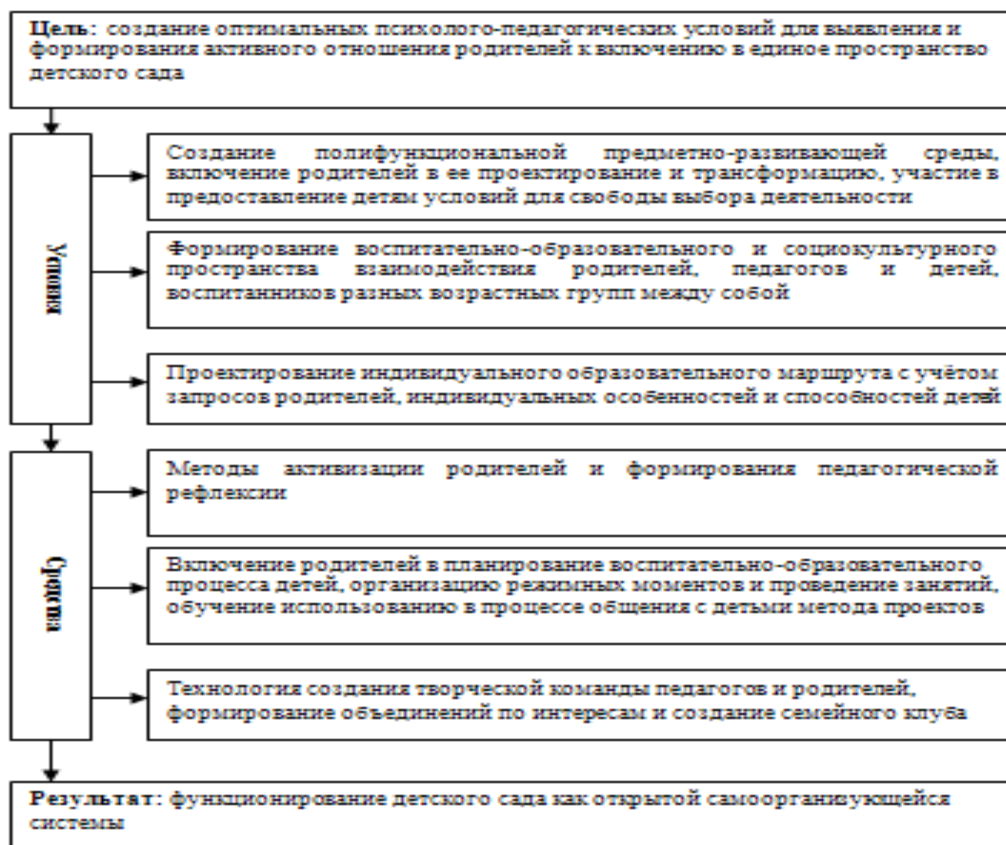 Цель: создание оптимальных психолого-педагогических условий для выявления и
формирования активного отношения родителей к включению в единое пространство
детского сада
Условия
Создание полифункциональной предметно-развивающей среды,
включение родителей в ее проектирование и трансформацию, участие в
предоставление детям условий для свободы выбора деятельности
Формирование воспитательно-образовательного и социокультурного
пространства взаимодействия родителей, педагогов и детей,
воспитанников разных возрастных групп между собой
Проектирование индивидуального образовательного маршрута с учётом
запросов родителей, индивидуальных особенностей и способностей детей
Средства
Методы активизации родителей и формирования педагогической
рефлексии
Включение родителей в планирование воспитательно-образовательного
процесса детей, организацию режимных моментов и проведение занятий,
обучение использованию в процессе общения с детьми метода проектов
Технология создания творческой команды педагогов и родителей,
формирование объединений по интересам и создание семейного клуба
Результат: функционирование детского сада как открытой самоорганизующейся
системы